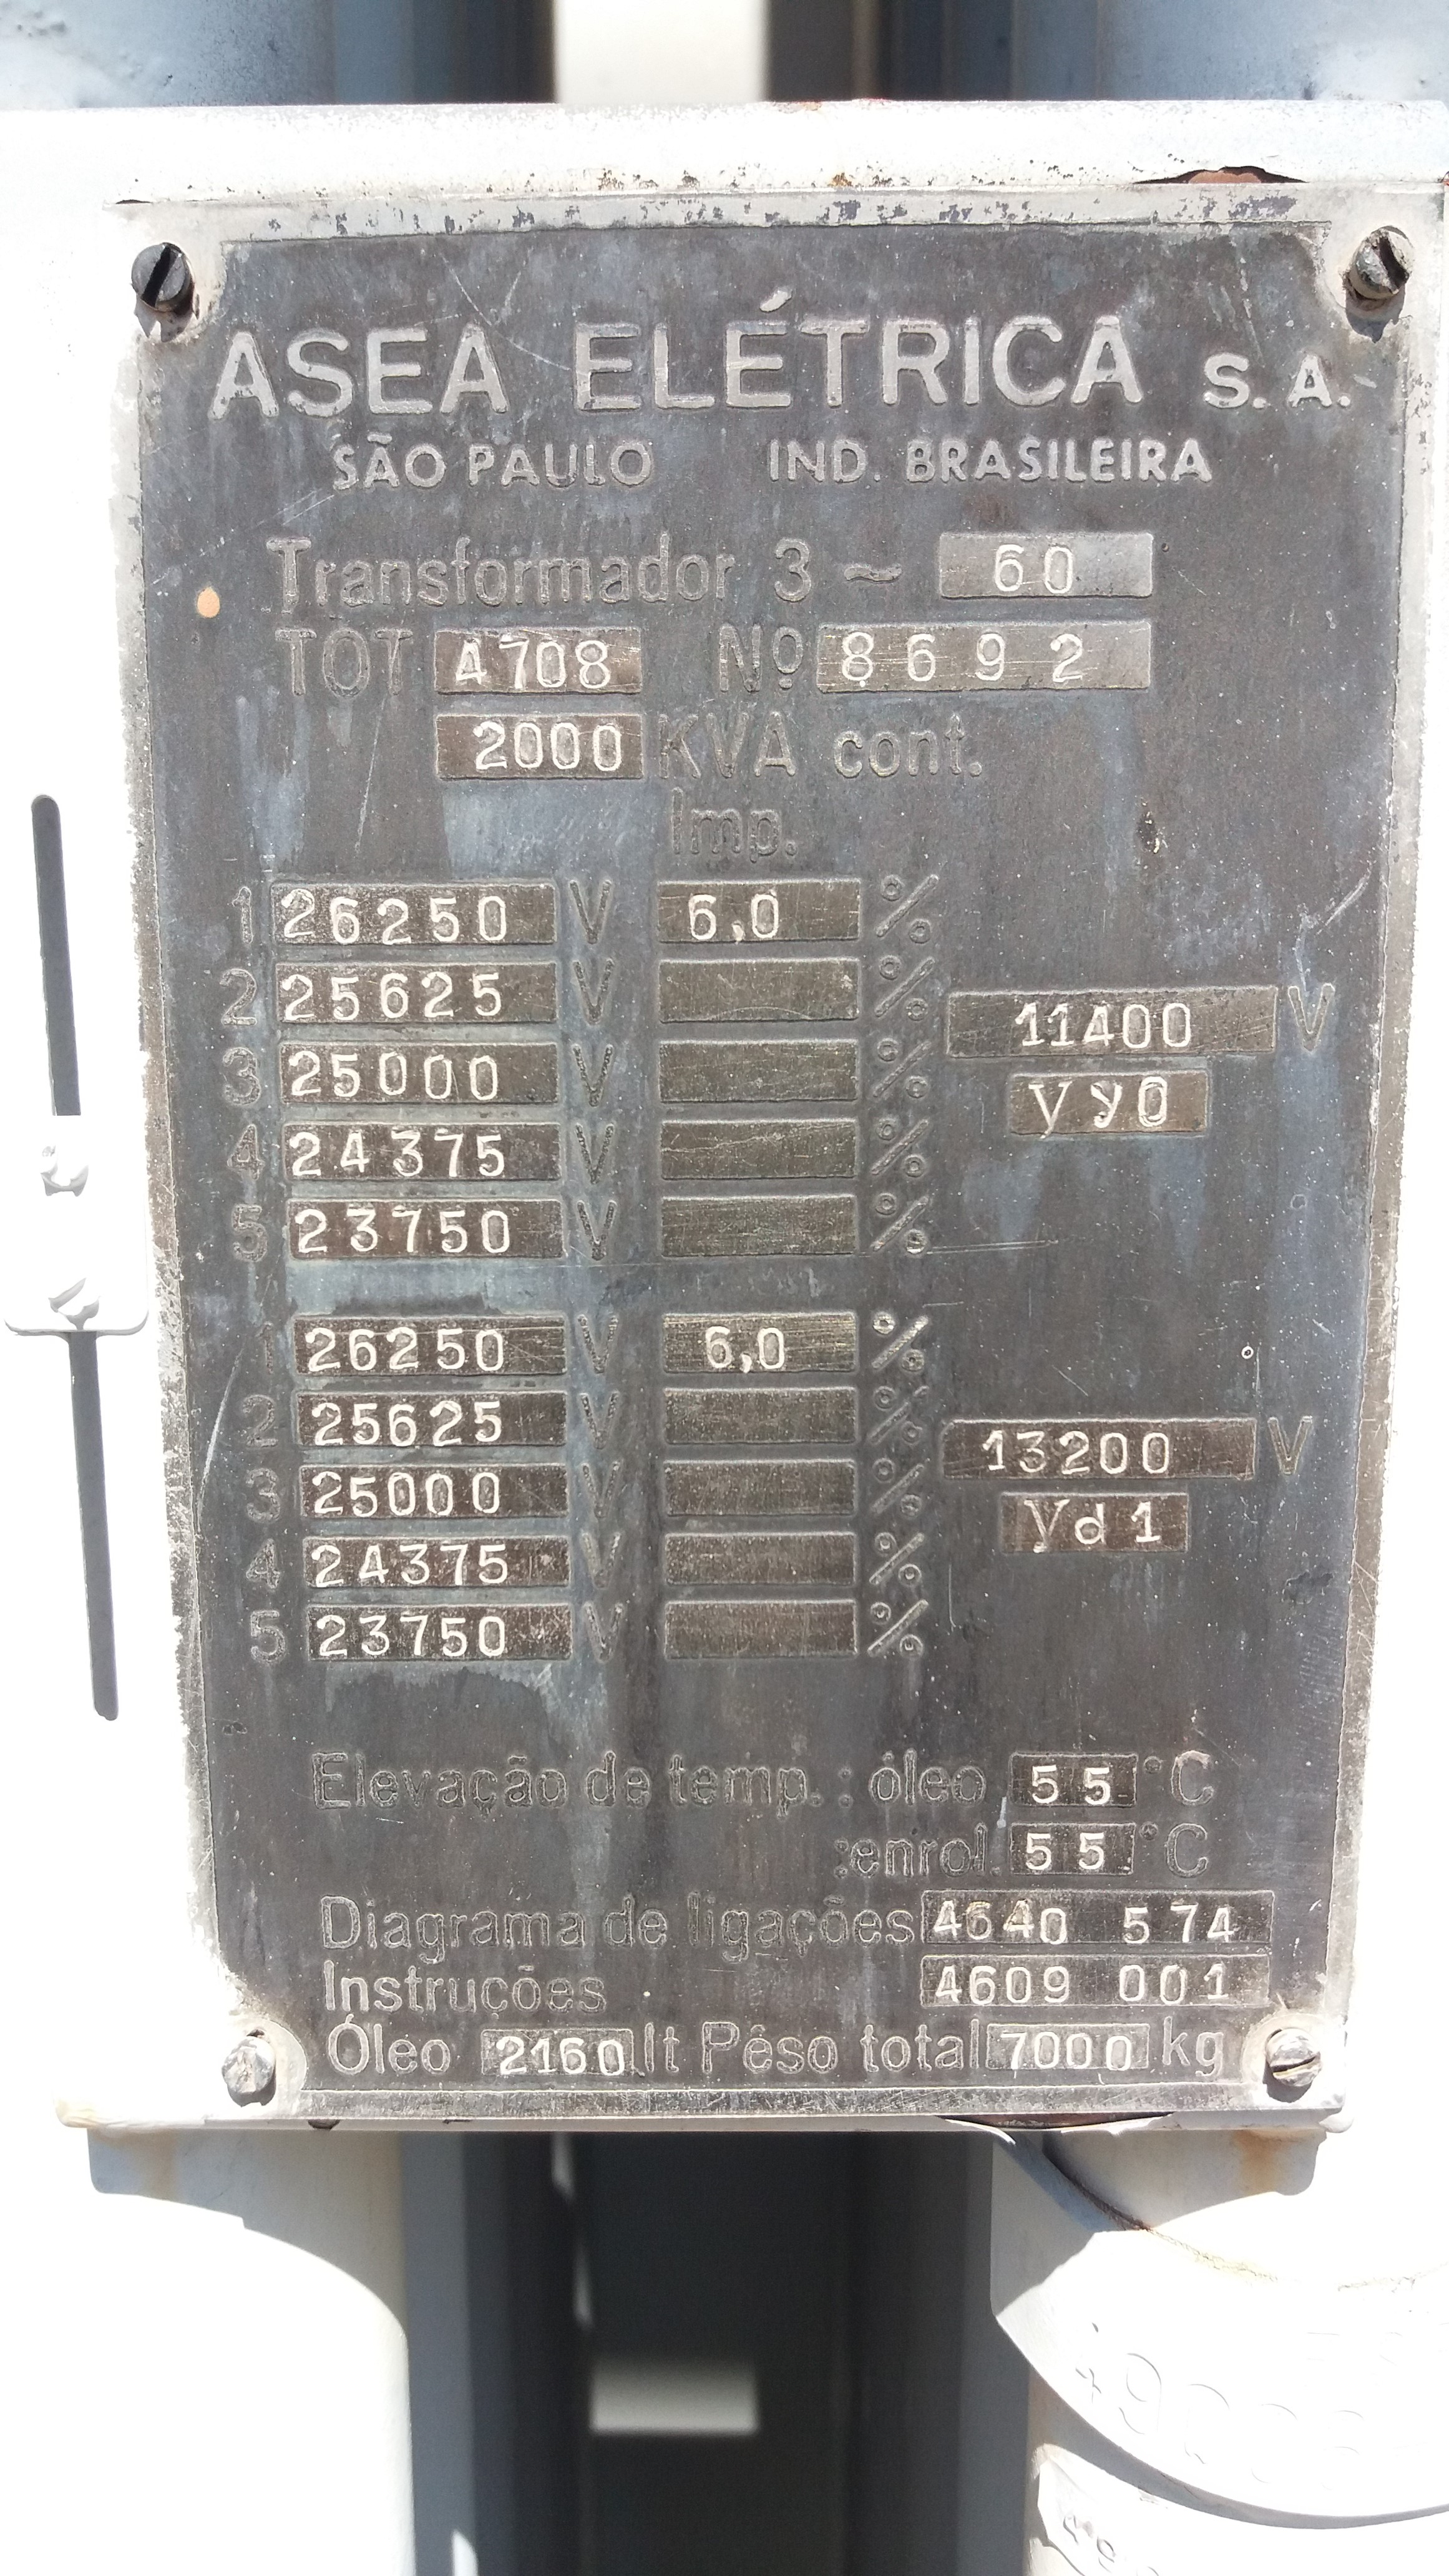 ASEA ELÉTRICA S.A.
SÃO PAULO IND. BRASILEIRA
Transformador 3 ~ 60
TOT 4708 Nº 8692
2000 KVA cont.
Imp.
1 26250 V 6,0 %
2 25625 V %
11400 V
3 25000 V %
Yy0
4 24375 V %
5 23750 V %
1 26250 V 6,0 %
2 25625 V %
13200 V
3 25000 V %
Yd1
4 24375 V %
5 23750 V %
Elevação de temp.: óleo 55 °C
:enrol. 55 °C
Diagrama de ligações 4640 574
Instruções 4609 001
Óleo 2160 lt Pêso total 7000 kg